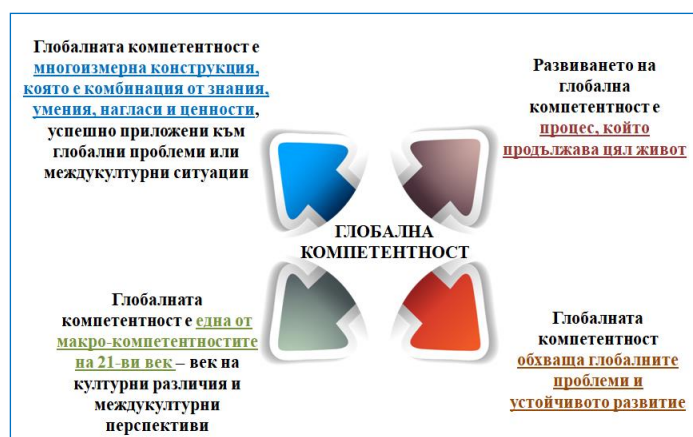 Глобалната компетентност е
многоизмерна конструкция,
която е комбинация от знания,
умения, нагласи и ценности,
успешно приложени към
глобални проблеми или
междукултурни ситуации
Развиването на
глобална
компетентност е
процес, който
продължава цял живот
ГЛОБАЛНА
КОМПЕТЕНТНОСТ
Глобалната
компетентност е една от
макро-компетентностите
на 21-ви век – век на
културни различия и
междукултурни
перспективи
Глобалната
компетентност
обхваща глобалните
проблеми и
устойчивото развитие